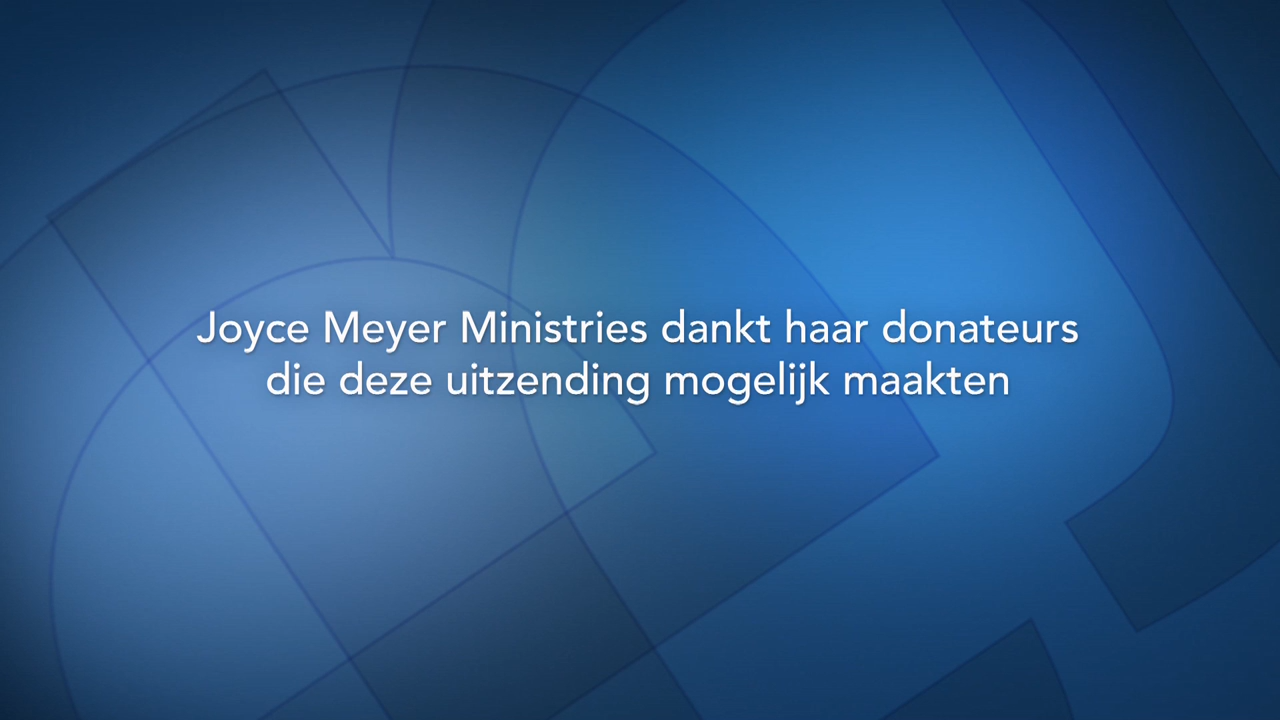 Joyce Meyer Ministries dankt haar donateurs
die deze uitzending mogelijk maakten